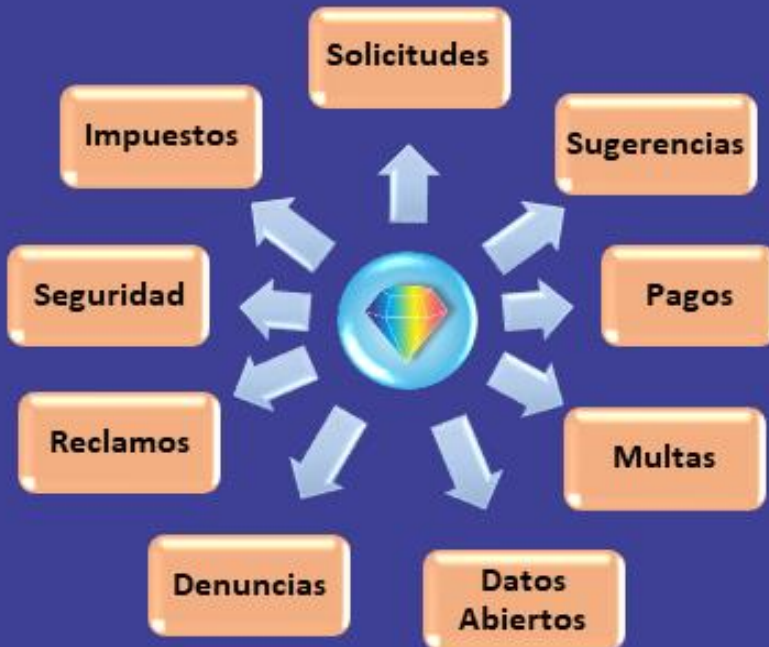 Solicitudes
Impuestos
Sugerencias
Seguridad
Pagos
Reclamos
Multas
Denuncias
Datos
Abiertos